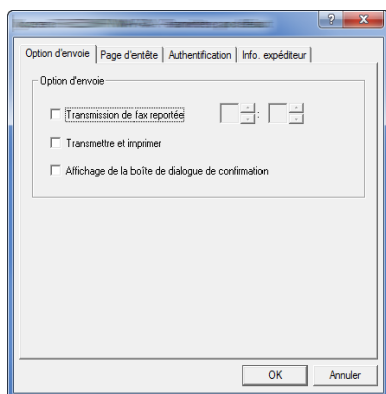 Option d'envoie Page d'entête Authentification Info. expéditeur
Option d'envoie
Transmission de fax reportée :
Transmettre et imprimer
Affichage de la boîte de dialogue de confirmation
OK Annuler